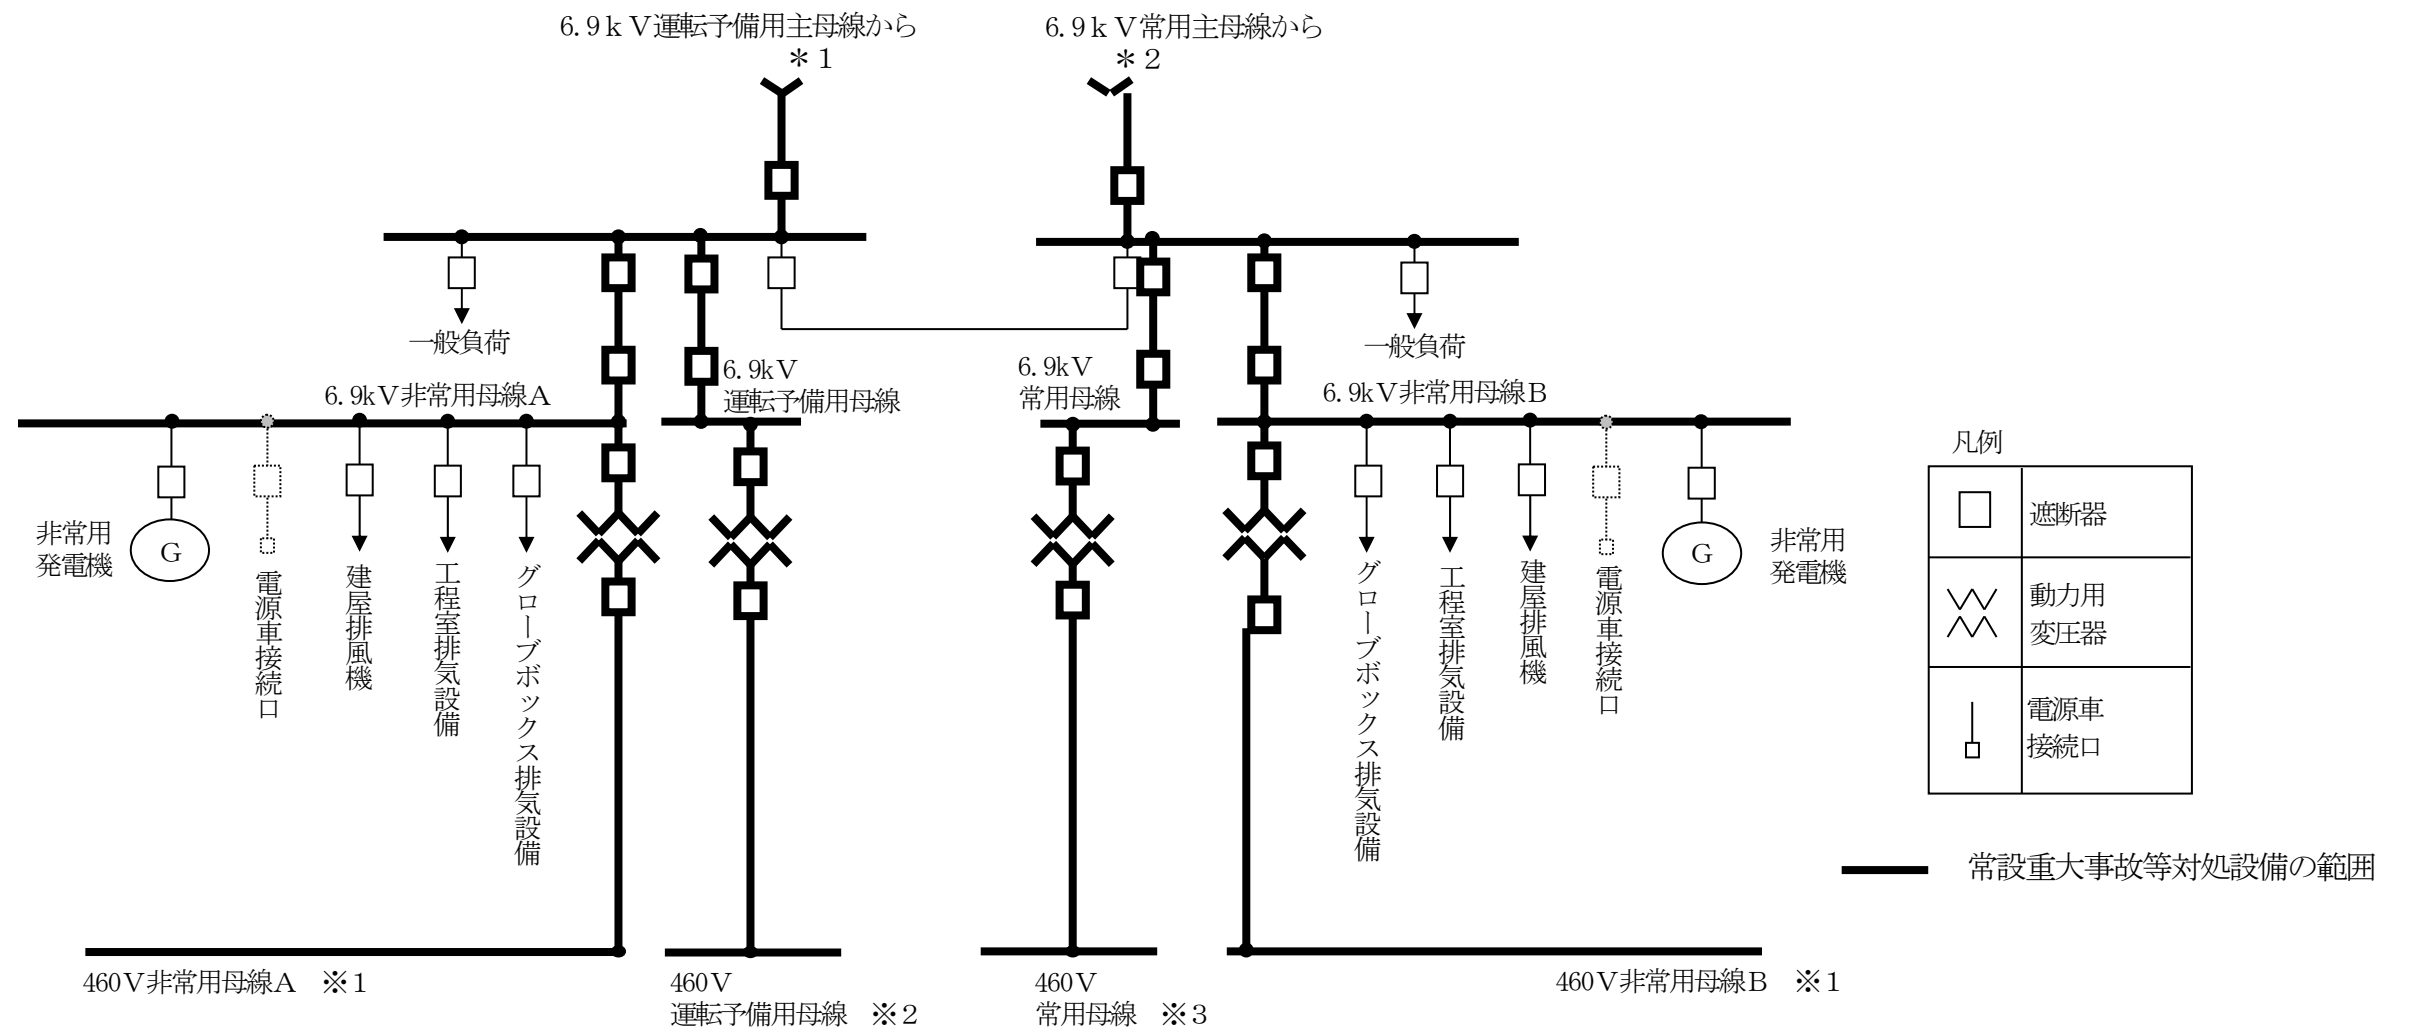 6.9ｋＶ運転予備用主母線から
＊１
6.9ｋＶ常用主母線から
＊２
一般負荷
一般負荷
6.9kＶ非常用母線Ａ
6.9kＶ
運転予備用母線
6.9kＶ
常用母線
6.9kＶ非常用母線Ｂ
非常用
発電機
Ｇ
電源車接続口
建屋排風機
工程室排気設備
グローブボックス排気設備
グローブボックス排気設備
工程室排気設備
建屋排風機
電源車接続口
Ｇ
非常用
発電機
凡例
遮断器
動力用
変圧器
電源車
接続口
常設重大事故等対処設備の範囲
460Ｖ非常用母線Ａ　※１
460Ｖ
運転予備用母線　※２
460Ｖ
常用母線　※３
460Ｖ非常用母線Ｂ　※１